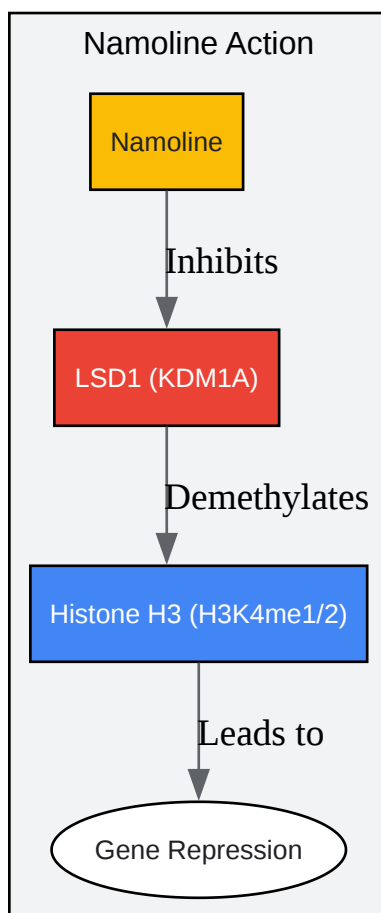 Namoline Action
Namoline
Inhibits
LSD1 (KDM1A)
Demethylates
Histone H3 (H3K4me1/2)
Leads to
Gene Repression